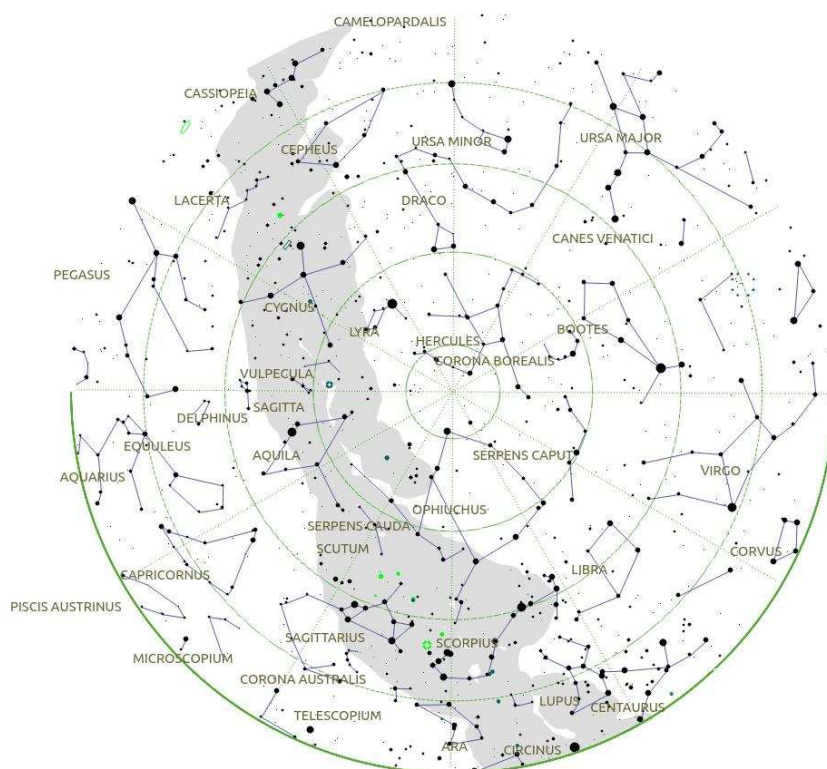 CAMELOPARDALIS
CASSIOPEIA
URSA MINOR
URSA MAJOR
CEPHEUS
LACERTA
DRACO
CANES VENATICI
PEGASUS
CYGNUS
LYRA
BOOTES
HERCULES
CORONA BOREALIS
VULPECULA
SAGITTA
DELPHINUS
EQUULEUS
AQUILA
SERPENS CAPUT
AQUARIUS
VIRGO
OPHIUCHUS
SERPENS CAUDA
SCUTUM
CORVUS
LIBRA
CAPRICORNUS
PISCIS AUSTRINUS
SAGITTARIUS
SCORPIUS
MICROSCOPIUM
CORONA AUSTRALIS
LUPUS
CENTAURUS
TELESCOPIUM
ARA
CIRCINUS